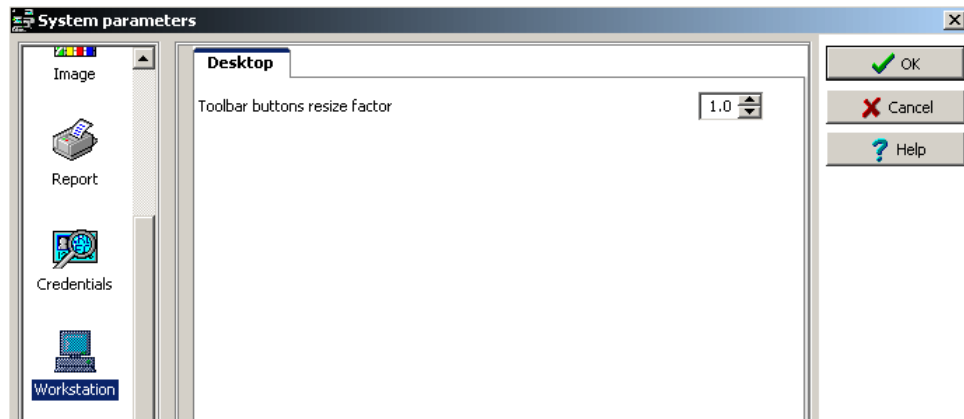 System parameters
Image
Report
Credentials
Workstation
Desktop
Toolbar buttons resize factor 1.0
OK
Cancel
Help